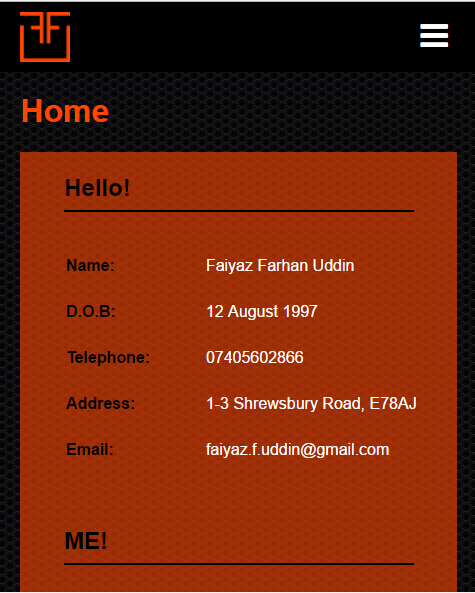 Home
Hello!
Name: Faiyaz Farhan Uddin
D.O.B: 12 August 1997
Telephone: 07405602866
Address: 1-3 Shrewsbury Road, E78AJ
Email: faiyaz.f.uddin@gmail.com
ME!